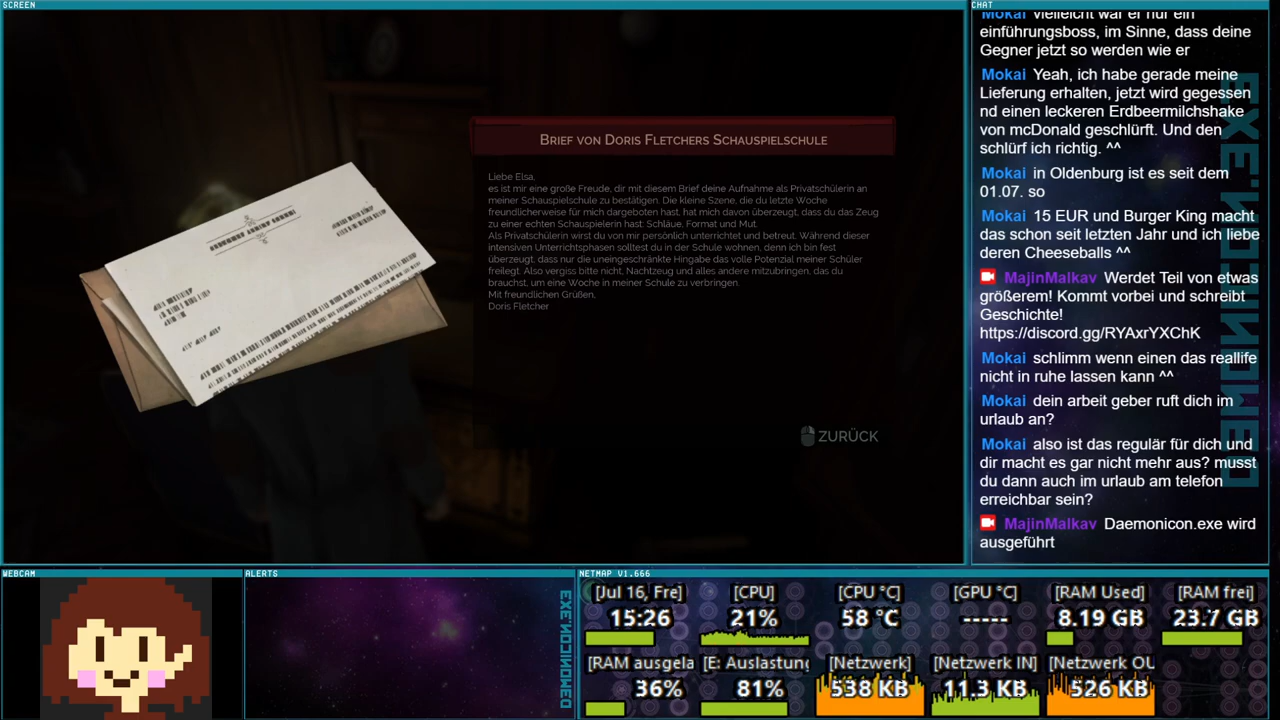 SCREEN
BRIEF VON DORIS FLETCHERS SCHAUSPIELSCHULE
Liebe Elsa,
es ist mir eine große Freude, dir mit diesem Brief deine Aufnahme als Privatschülerin an
meiner Schauspielschule zu bestätigen. Die kleine Szene, die du letzte Woche
freundlicherweise für mich dargeboten hast, hat mich davon überzeugt, dass du das Zeug
zu einer echten Schauspielerin hast: Schläue, Format und Mut.
Als Privatschülerin wirst du von mir persönlich unterrichtet und betreut. Während dieser
intensiven Unterrichtsphasen solltest du in der Schule wohnen, denn ich bin fest
überzeugt, dass nur die uneingeschränkte Hingabe das volle Potenzial meiner Schüler
freilegt. Also vergiss bitte nicht, Nachtzeug und alles andere mitzubringen, das du
brauchst, um eine Woche in meiner Schule zu verbringen.
Mit freundlichen Grüßen,
Doris Fletcher
ZURÜCK
CHAT
Mokai vielleicht war er nur ein
einführungsboss, im Sinne, dass deine
Gegner jetzt so werden wie er
Mokai Yeah, ich habe gerade meine
Lieferung erhalten, jetzt wird gegessen
nd einen leckeren Erdbeermilchshake
von mcDonald geschlürft. Und den
schlürf ich richtig. ^^
Mokai in Oldenburg ist es seit dem
01.07. so
Mokai 15 EUR und Burger King macht
das schon seit letzten Jahr und ich liebe
deren Cheeseballs ^^
MajinMalkav Werdet Teil von etwas
größerem! Kommt vorbei und schreibt
Geschichte!
https://discord.gg/RYAxrYXChK
Mokai schlimm wenn einen das reallife
nicht in ruhe lassen kann ^^
Mokai dein arbeit geber ruft dich im
urlaub an?
Mokai also ist das regulär für dich und
dir macht es gar nicht mehr aus? musst
du dann auch im urlaub am telefon
erreichbar sein?
MajinMalkav Daemonicon.exe wird
ausgeführt
WEBCAM
ALERTS
NETMAP V1.666
[Jul 16, Fre] [CPU] [CPU °C] [GPU °C] [RAM Used] [RAM frei]
15:26 21% 58 °C ----- 8.19 GB 23.7 GB
[RAM ausgela [E: Auslastung [Netzwerk] [Netzwerk IN] [Netzwerk OU
36% 81% 538 KB 11.3 KB 526 KB